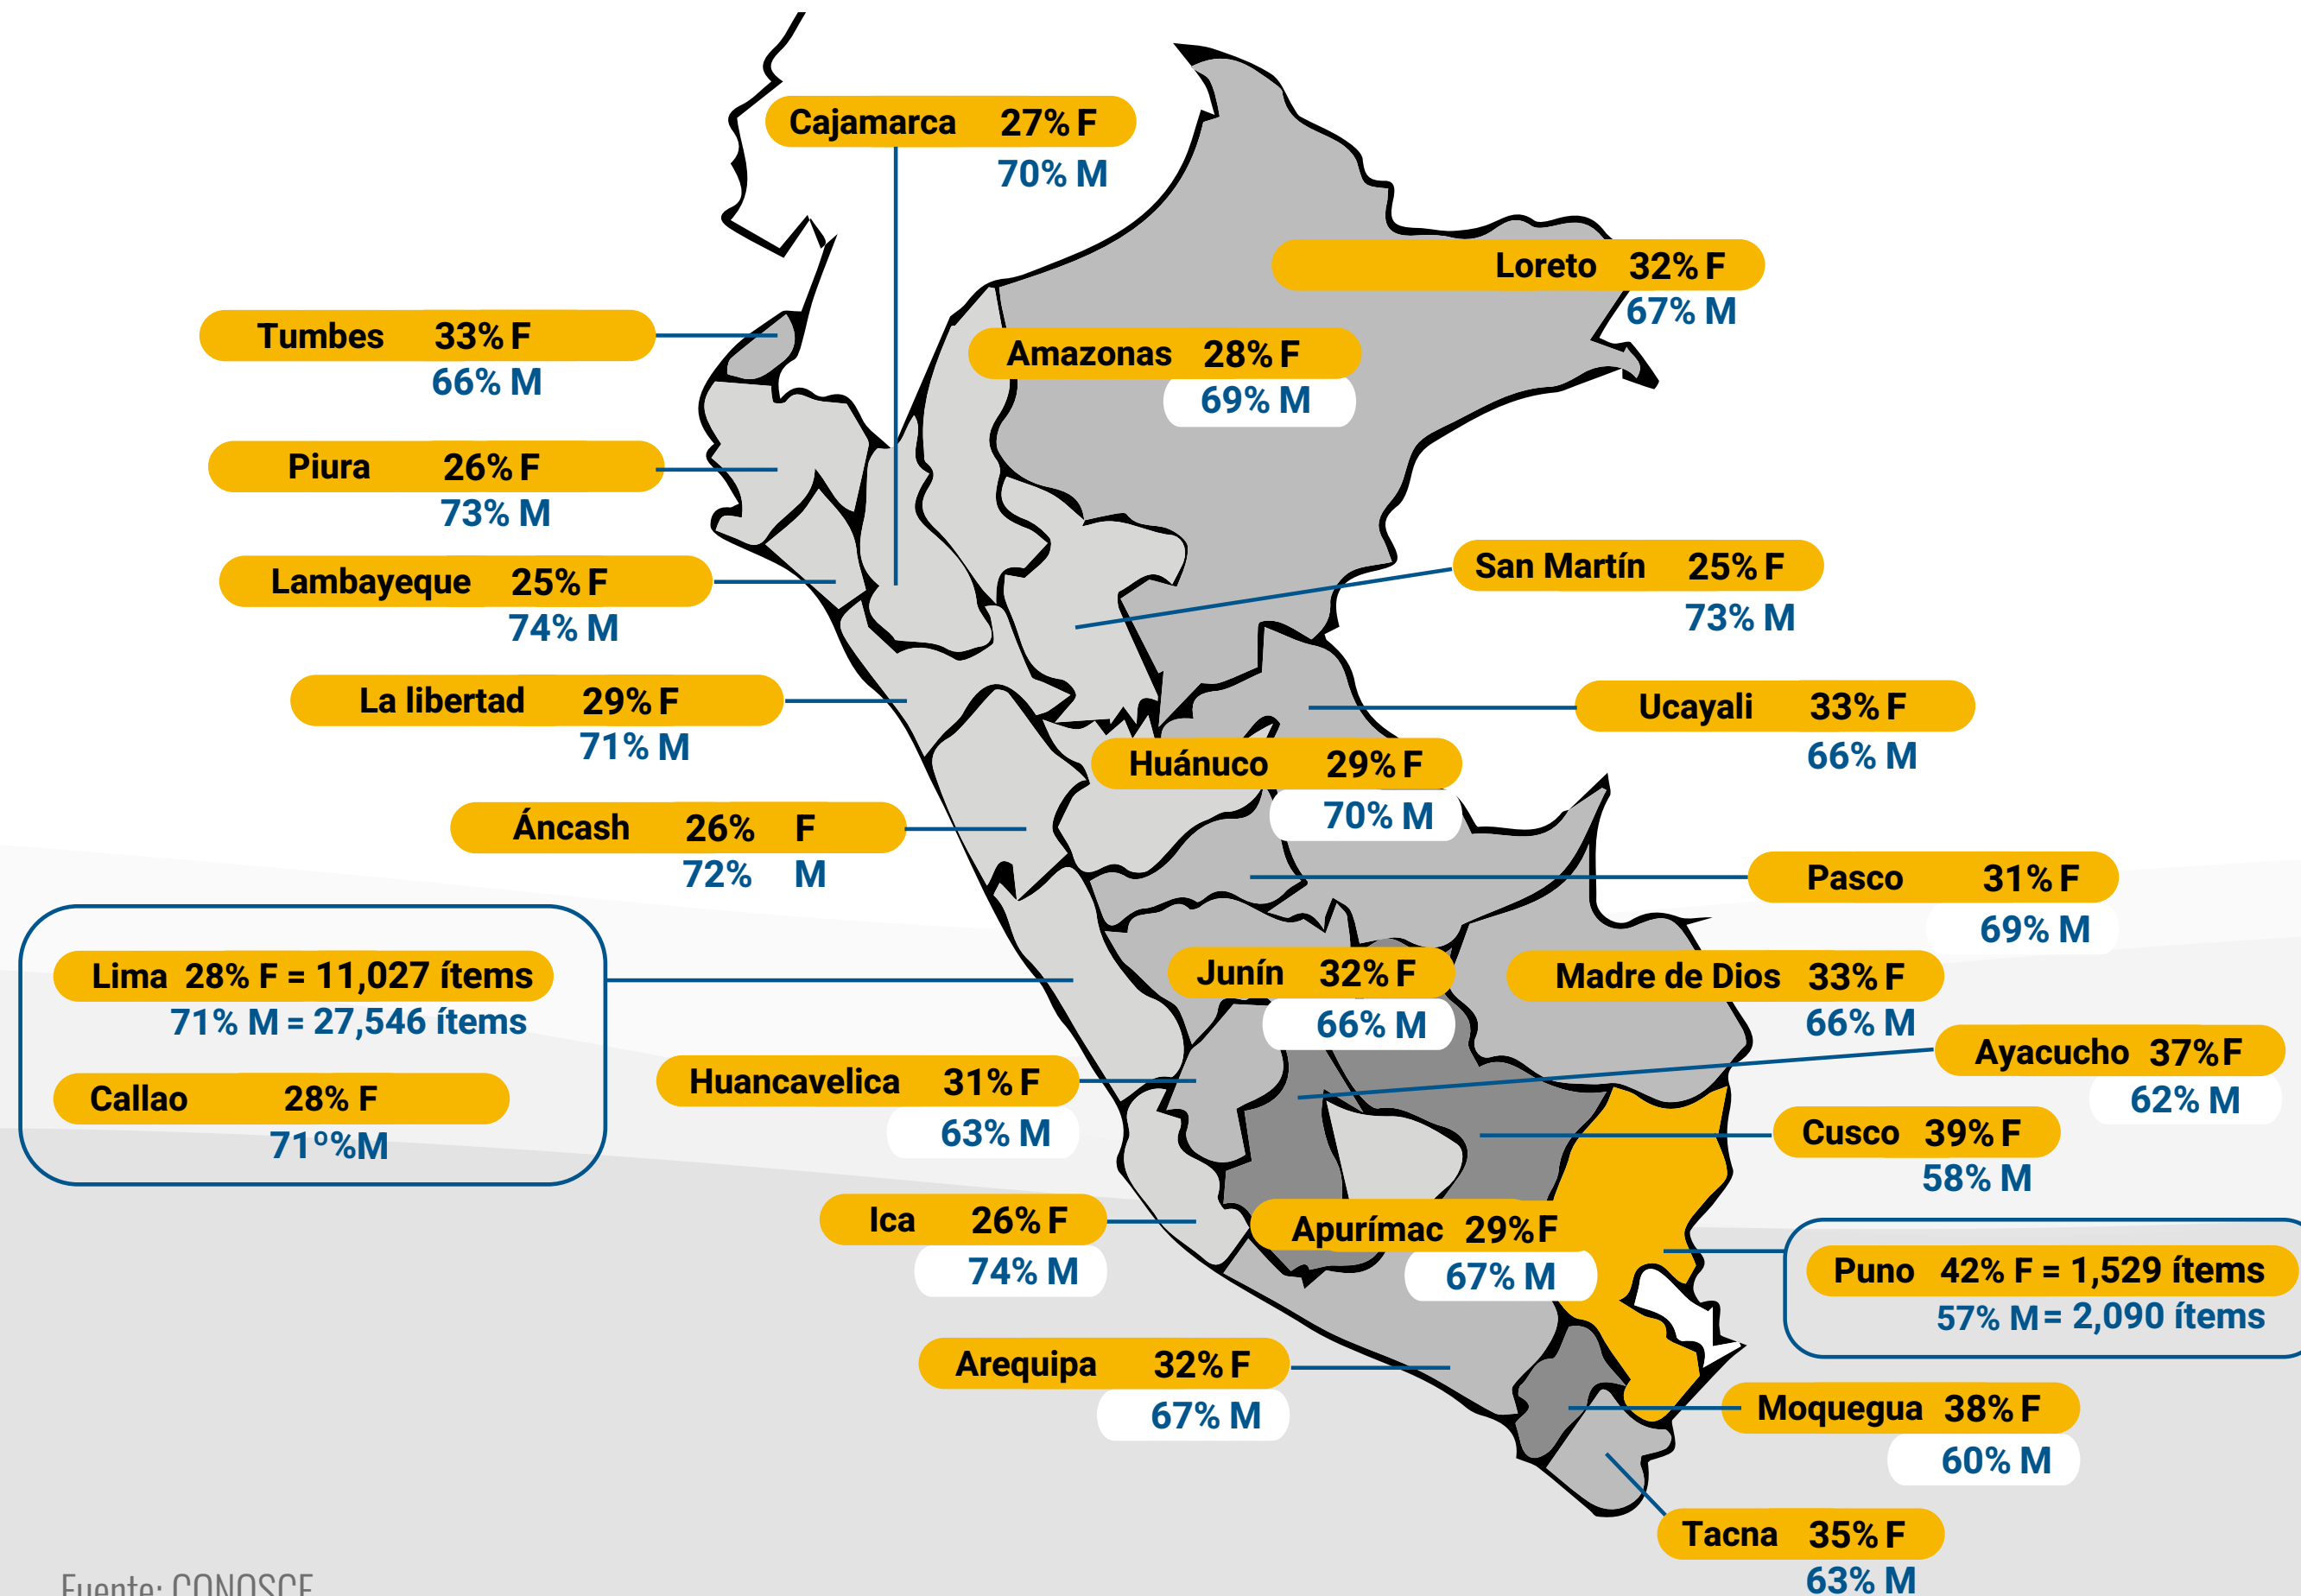 Cajamarca 27% F
70% M
Loreto 32% F
67% M
Tumbes 33% F
66% M
Amazonas 28% F
69% M
Piura 26% F
73% M
San Martín 25% F
73% M
Lambayeque 25% F
74% M
La libertad 29% F
71% M
Ucayali 33% F
66% M
Huánuco 29% F
70% M
Áncash 26% F
72% M
Pasco 31% F
69% M
Lima 28% F = 11,027 ítems
71% M = 27,546 ítems
Callao 28% F
71º%M
Junín 32% F
66% M
Madre de Dios 33% F
66% M
Ayacucho 37%F
62% M
Huancavelica 31% F
63% M
Cusco 39% F
58% M
Ica 26% F
74% M
Apurímac 29%F
67% M
Puno 42% F = 1,529 ítems
57% M = 2,090 ítems
Arequipa 32% F
67% M
Moquegua 38% F
60% M
Tacna 35% F
63% M
Fuente: CONOSCE